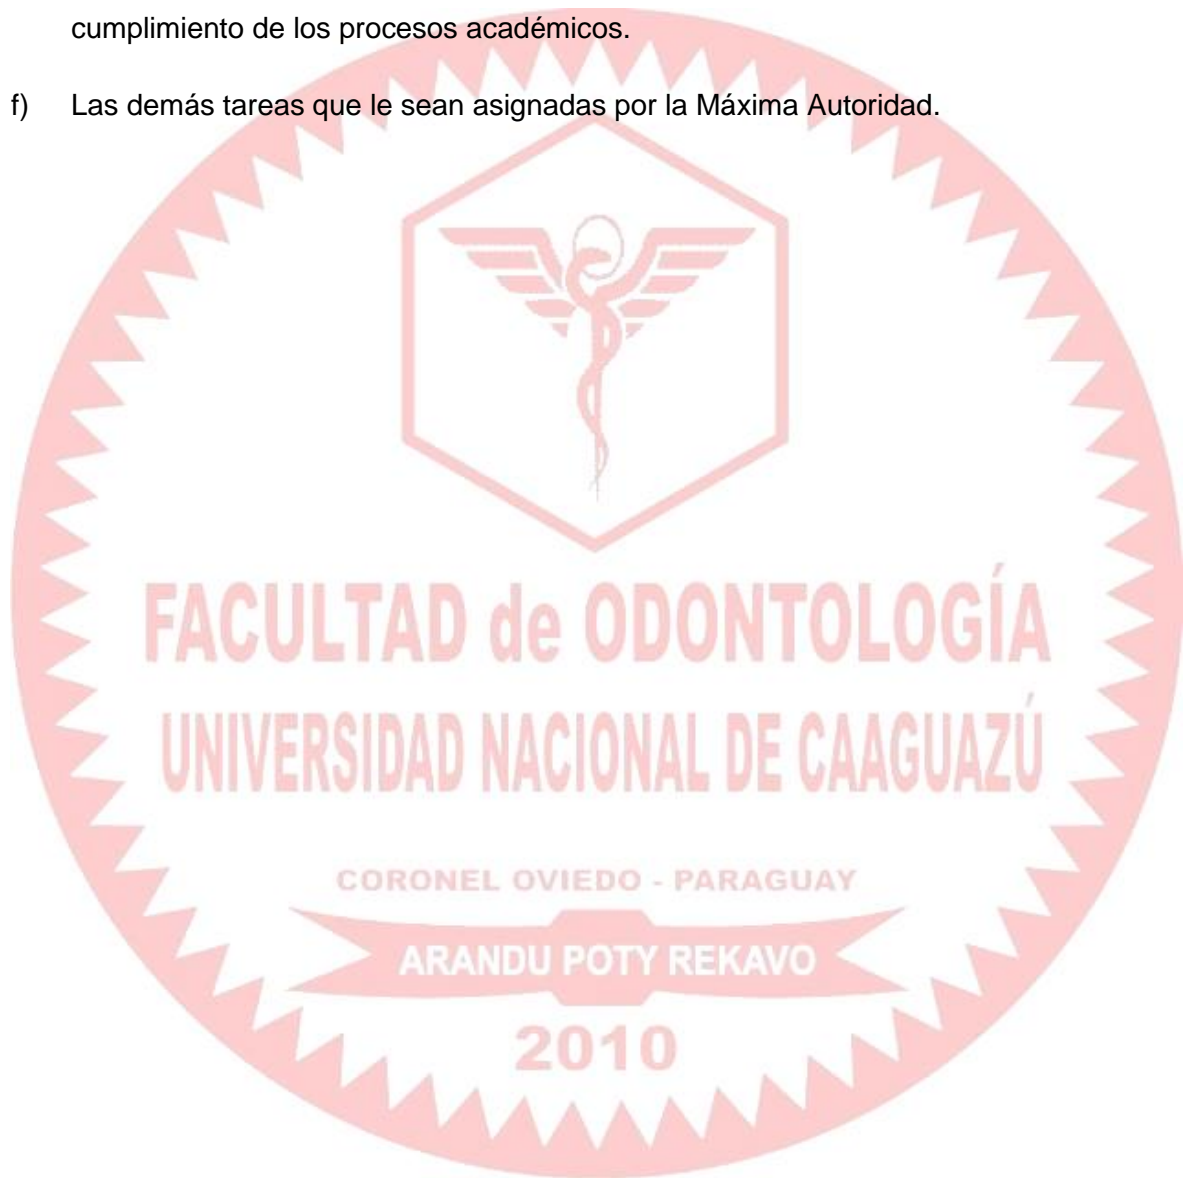 cumplimiento de los procesos académicos.
f) Las demás tareas que le sean asignadas por la Máxima Autoridad.
FACULTAD de ODONTOLOGÍA
UNIVERSIDAD NACIONAL DE CAAGUAZÚ
CORONEL OVIEDO - PARAGUAY
ARANDU POTY REKAVO
2010